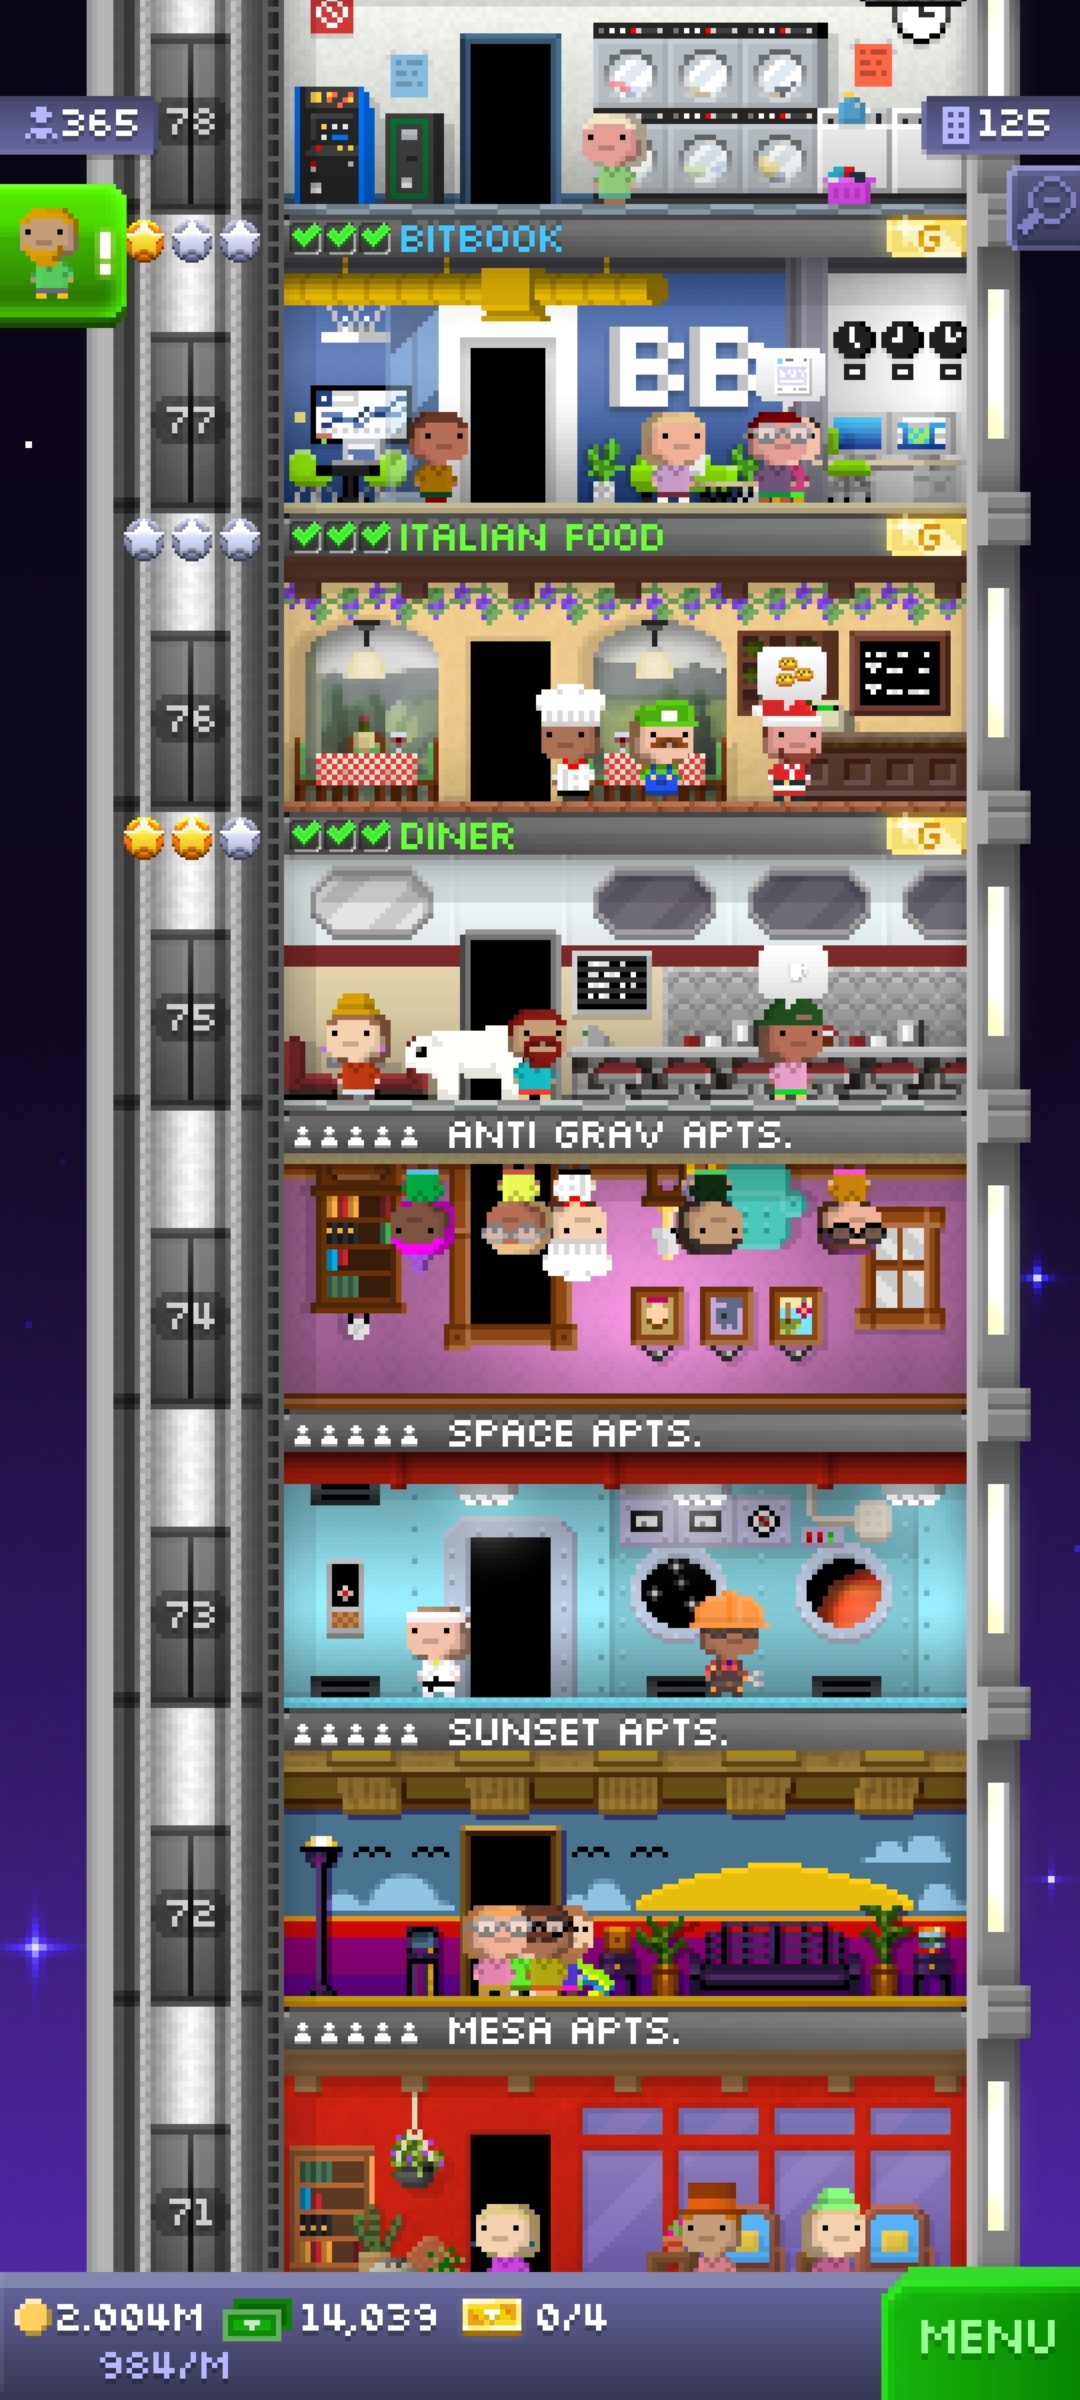 365
78
125
!
BITBOOK
G
77
BB
ITALIAN FOOD
G
76
DINER
G
75
ANTI GRAV APTS.
74
SPACE APTS.
73
SUNSET APTS.
72
MESA APTS.
71
2.004M
14,039
0/4
984/M
MENU